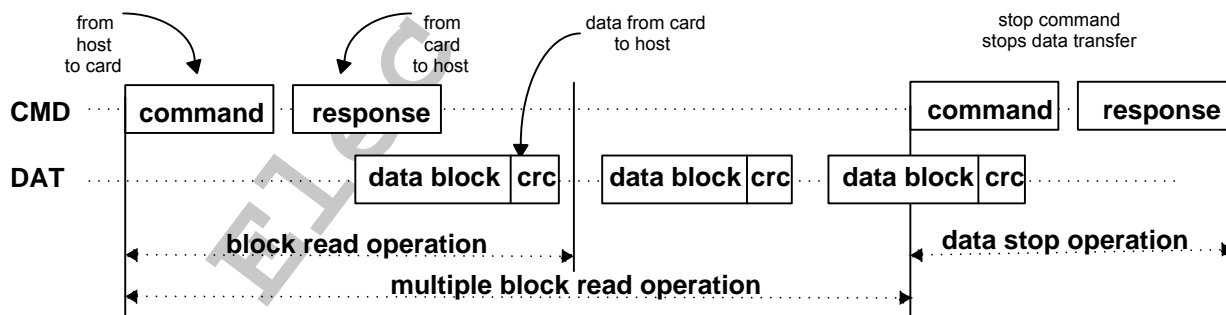 from
host
to card
from
card
to host
data from card
to host
stop command
stops data transfer
CMD
command
response
command
response
DAT
data block
crc
data block
crc
data block
crc
block read operation
data stop operation
multiple block read operation
Elec